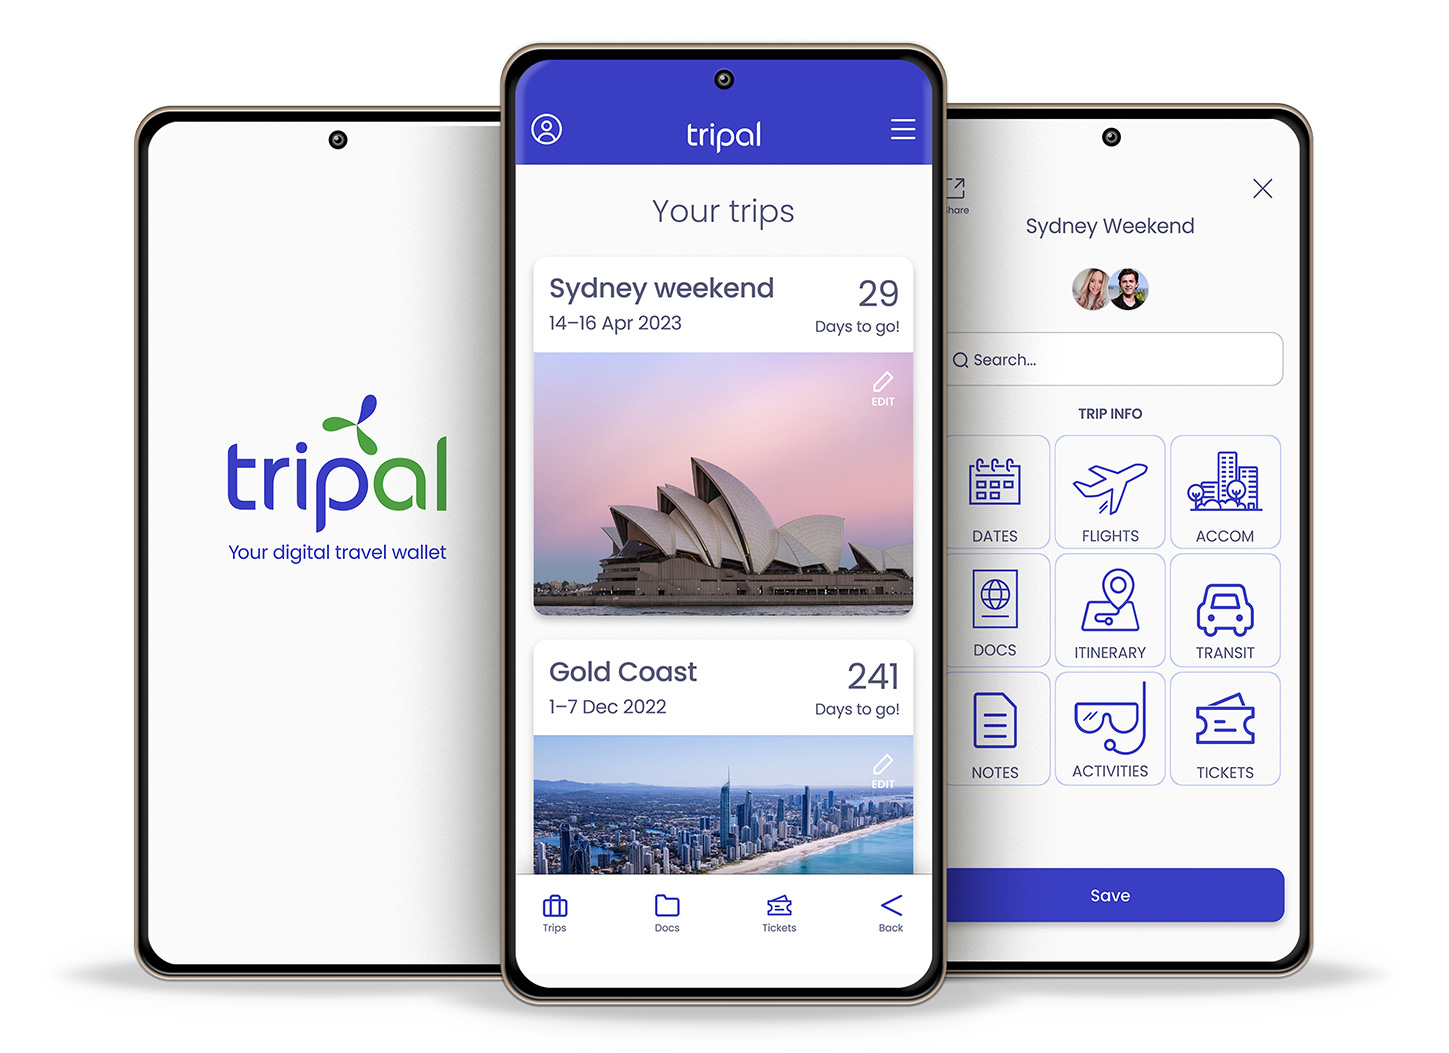 tripal
Your digital travel wallet
tripal
Your trips
Sydney weekend
14–16 Apr 2023
29
Days to go!
EDIT
Gold Coast
1–7 Dec 2022
241
Days to go!
EDIT
Trips
Docs
Tickets
Back
hare
Sydney Weekend
Search...
TRIP INFO
DATES
FLIGHTS
ACCOM
DOCS
ITINERARY
TRANSIT
NOTES
ACTIVITIES
TICKETS
Save